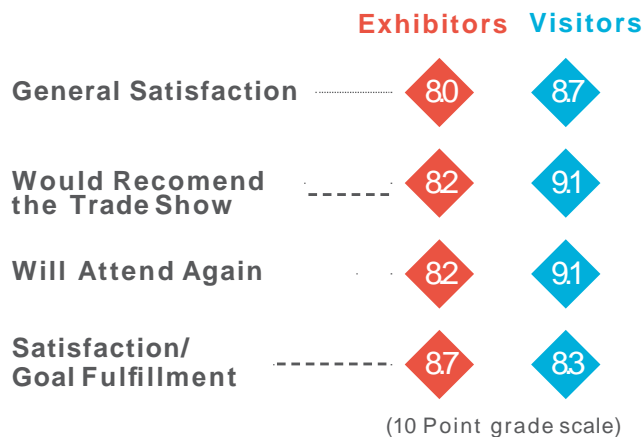 Exhibitors Visitors
General Satisfaction 8.0 8.7
Would Recomend
the Trade Show 8.2 9.1
Will Attend Again 8.2 9.1
Satisfaction/
Goal Fulfillment 8.7 8.3
(10 Point grade scale)